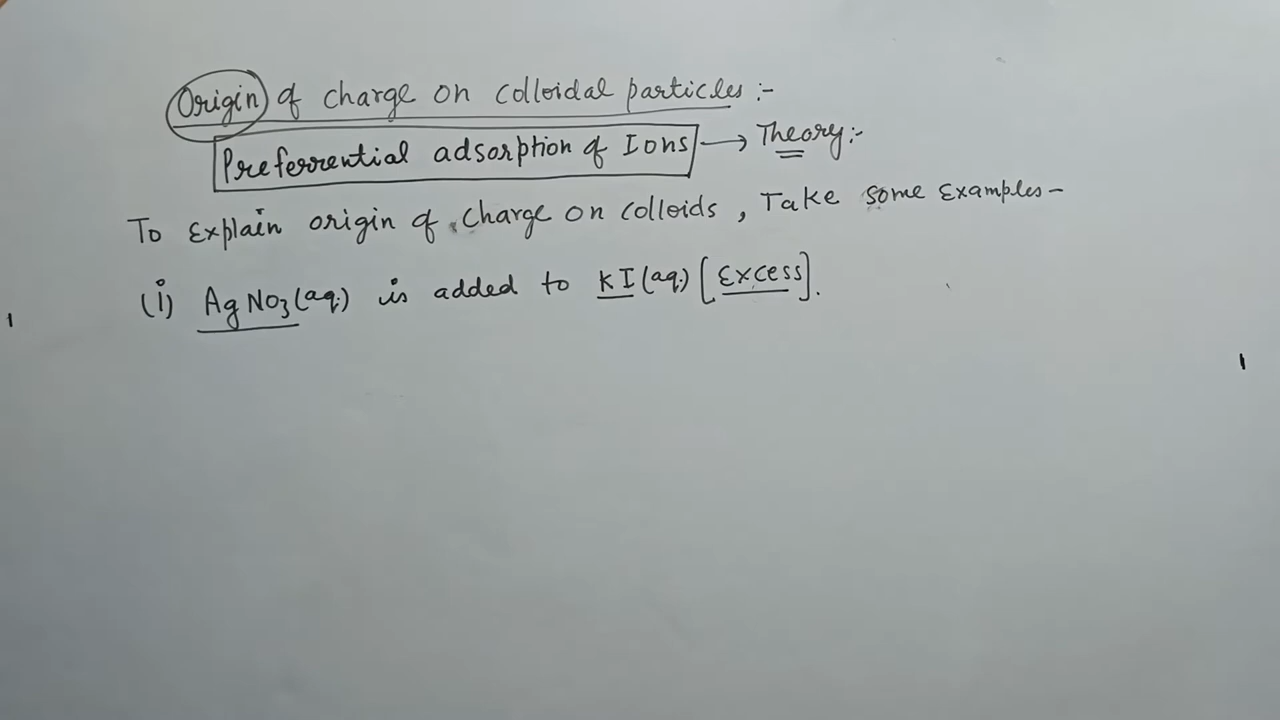 Origin of charge on colloidal particles :-
Preferrential adsorption of Ions → Theory:-
To Explain origin of charge on colloids , Take some Examples-
(i) AgNO3(aq.) is added to KI(aq.) [Excess].